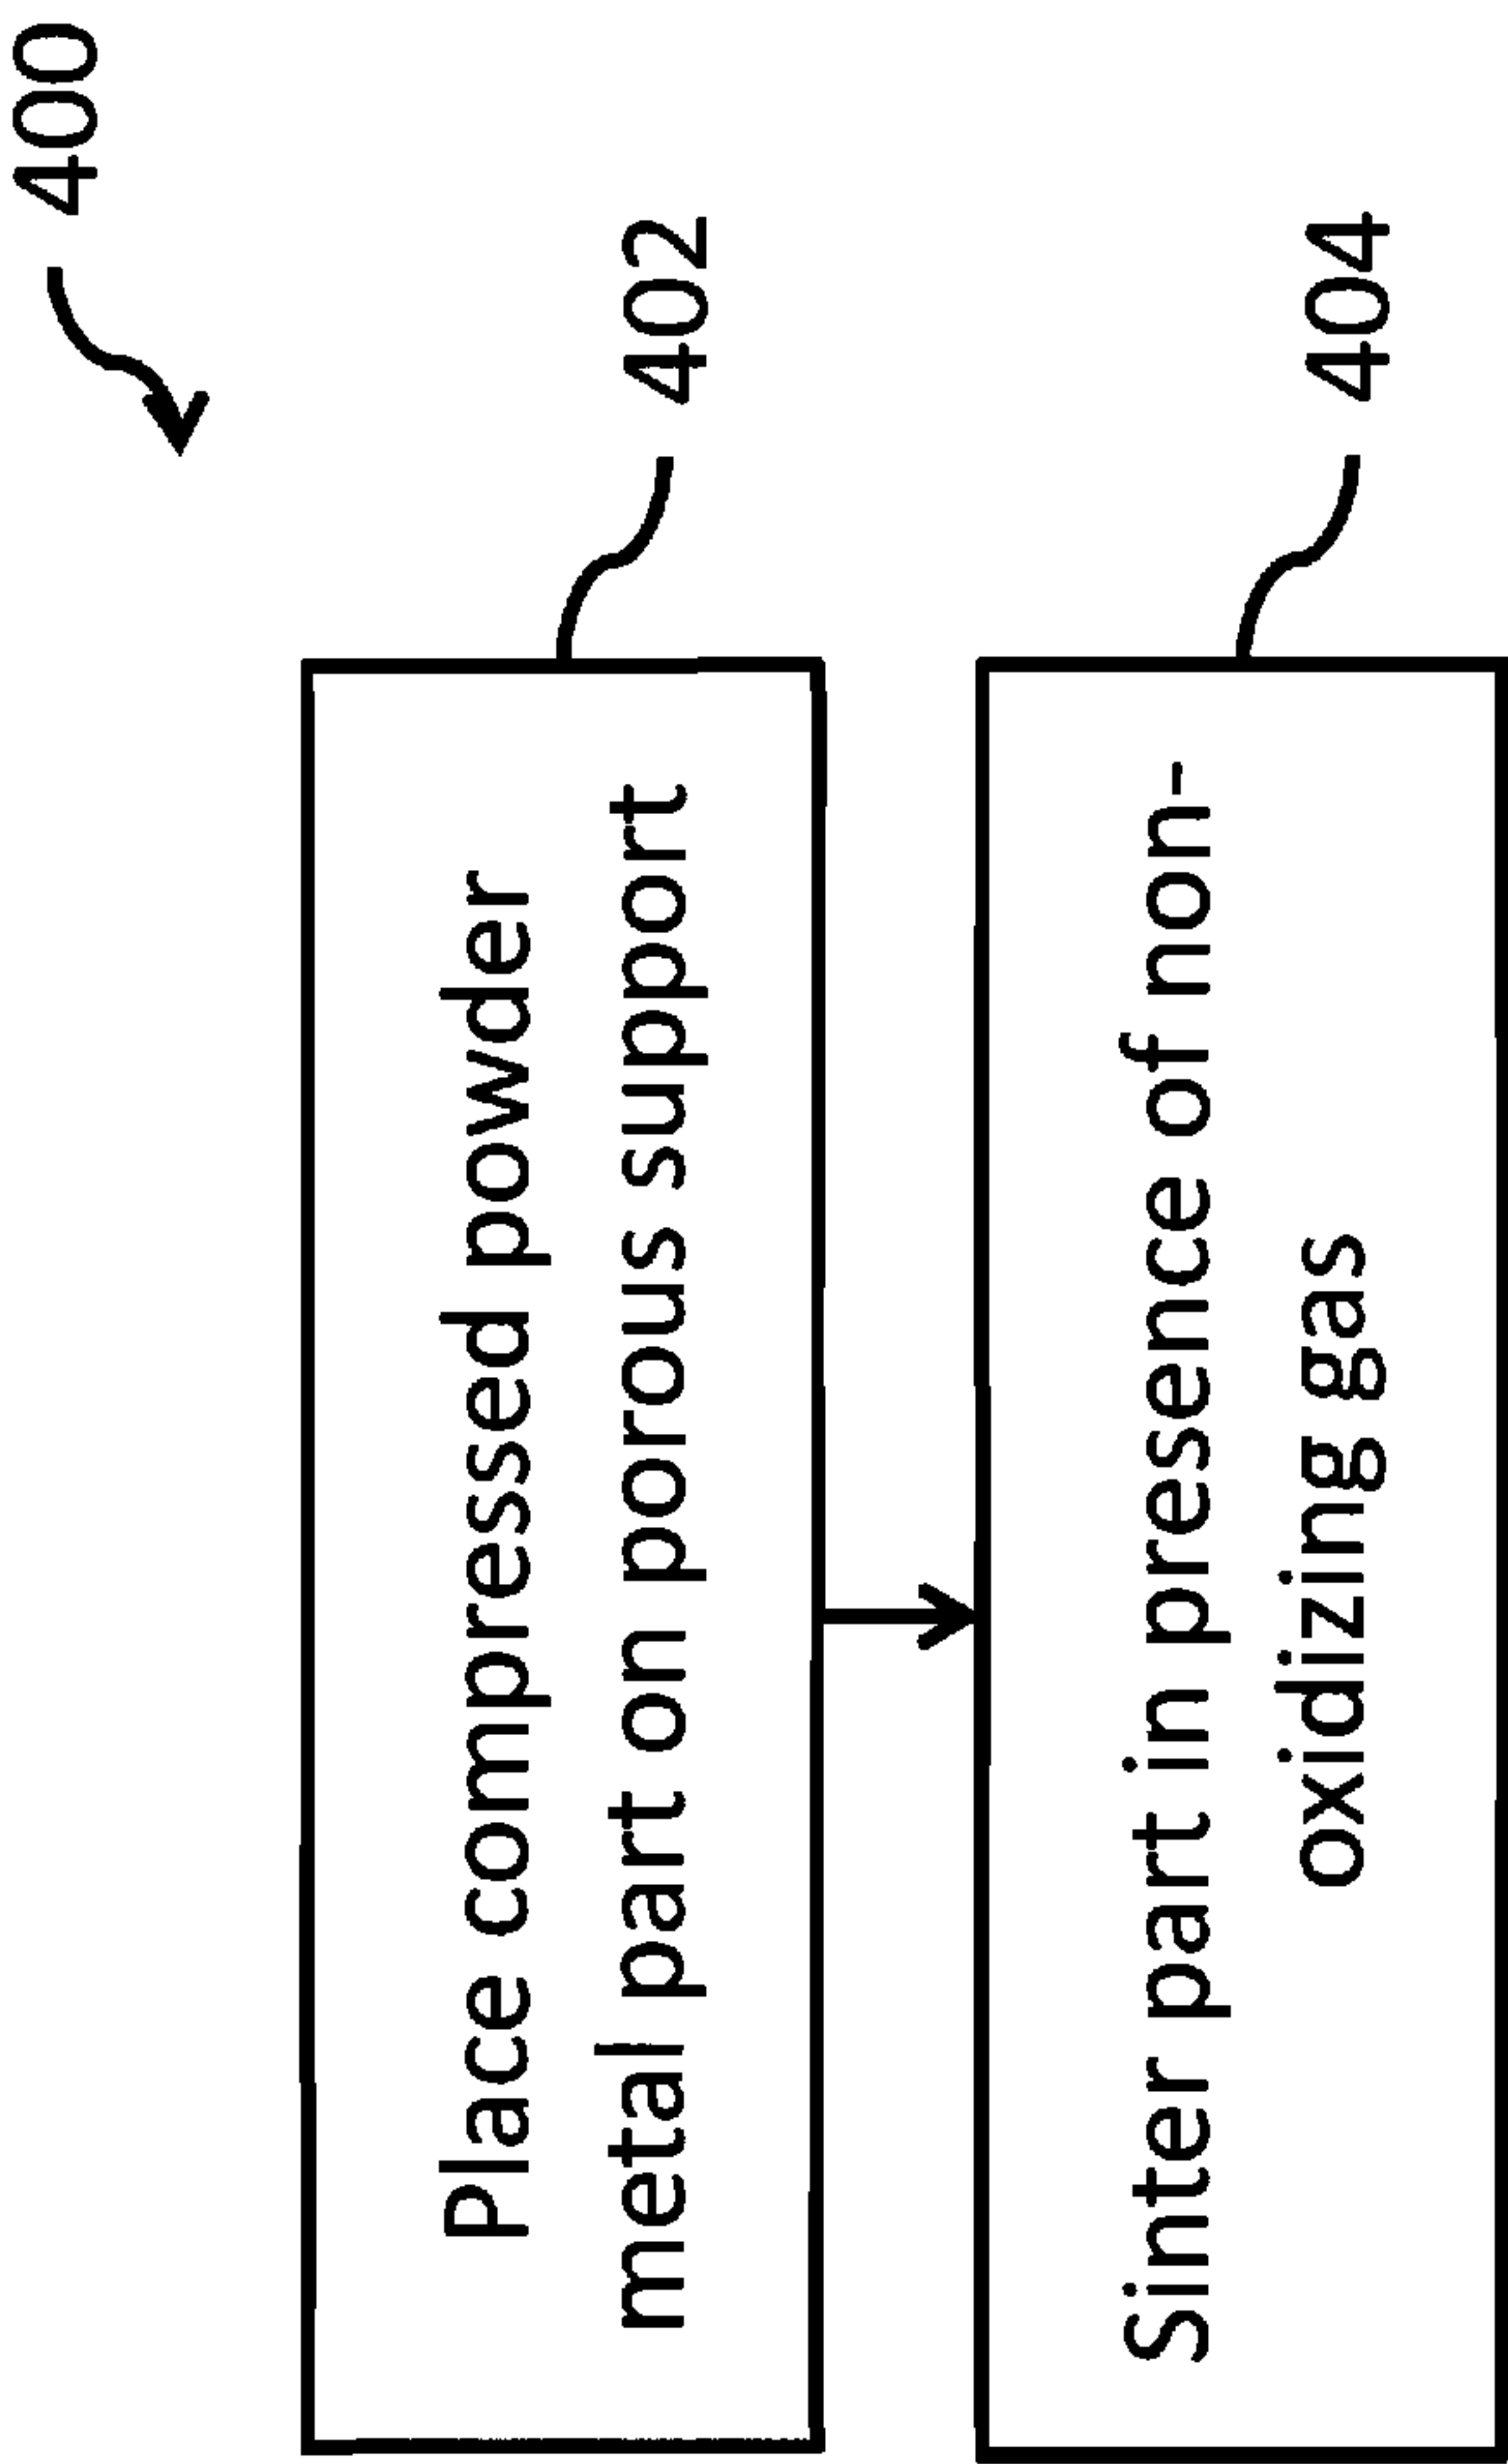 400
Place compressed powder
metal part on porous support
402
Sinter part in presence of non-
oxidizing gas
404